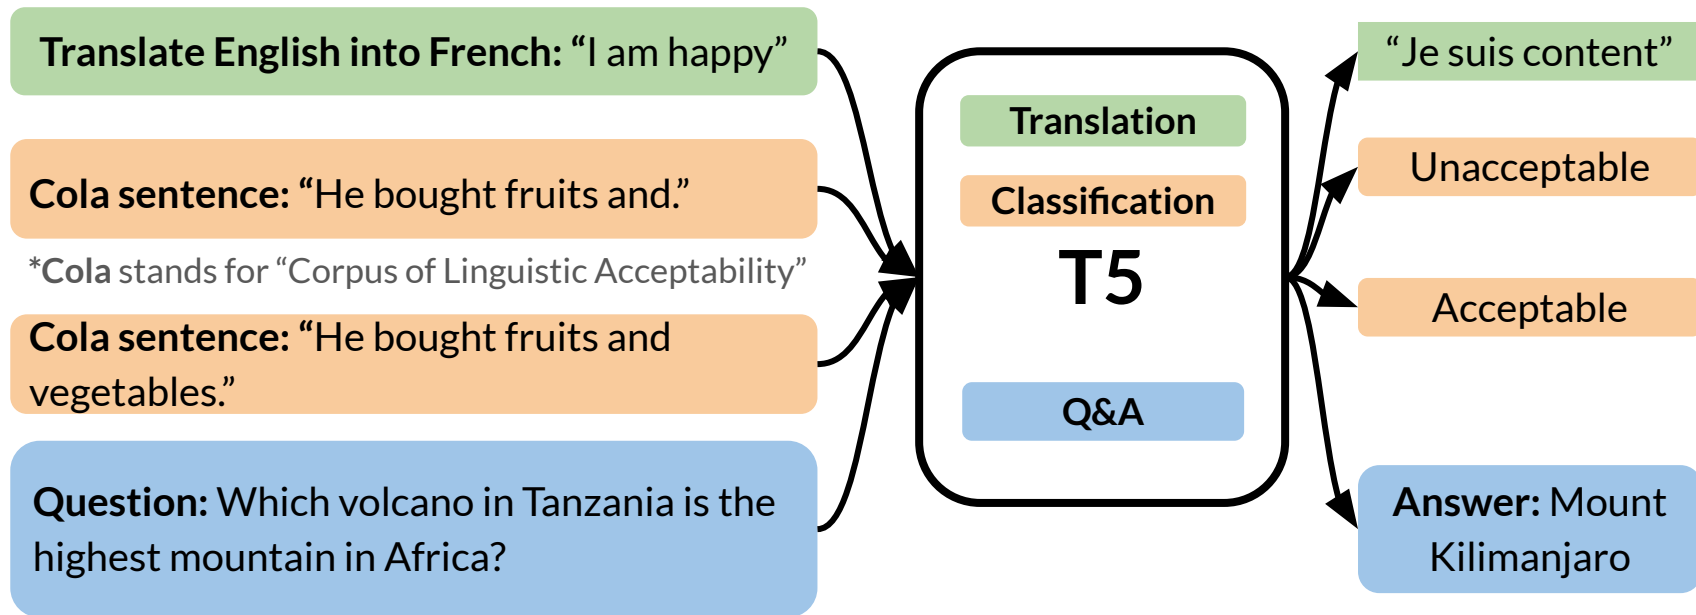 Translate English into French: “I am happy”
Cola sentence: “He bought fruits and.”
*Cola stands for “Corpus of Linguistic Acceptability”
Cola sentence: “He bought fruits and
vegetables.”
Question: Which volcano in Tanzania is the
highest mountain in Africa?
Translation
Classification
T5
Q&A
“Je suis content”
Unacceptable
Acceptable
Answer: Mount
Kilimanjaro